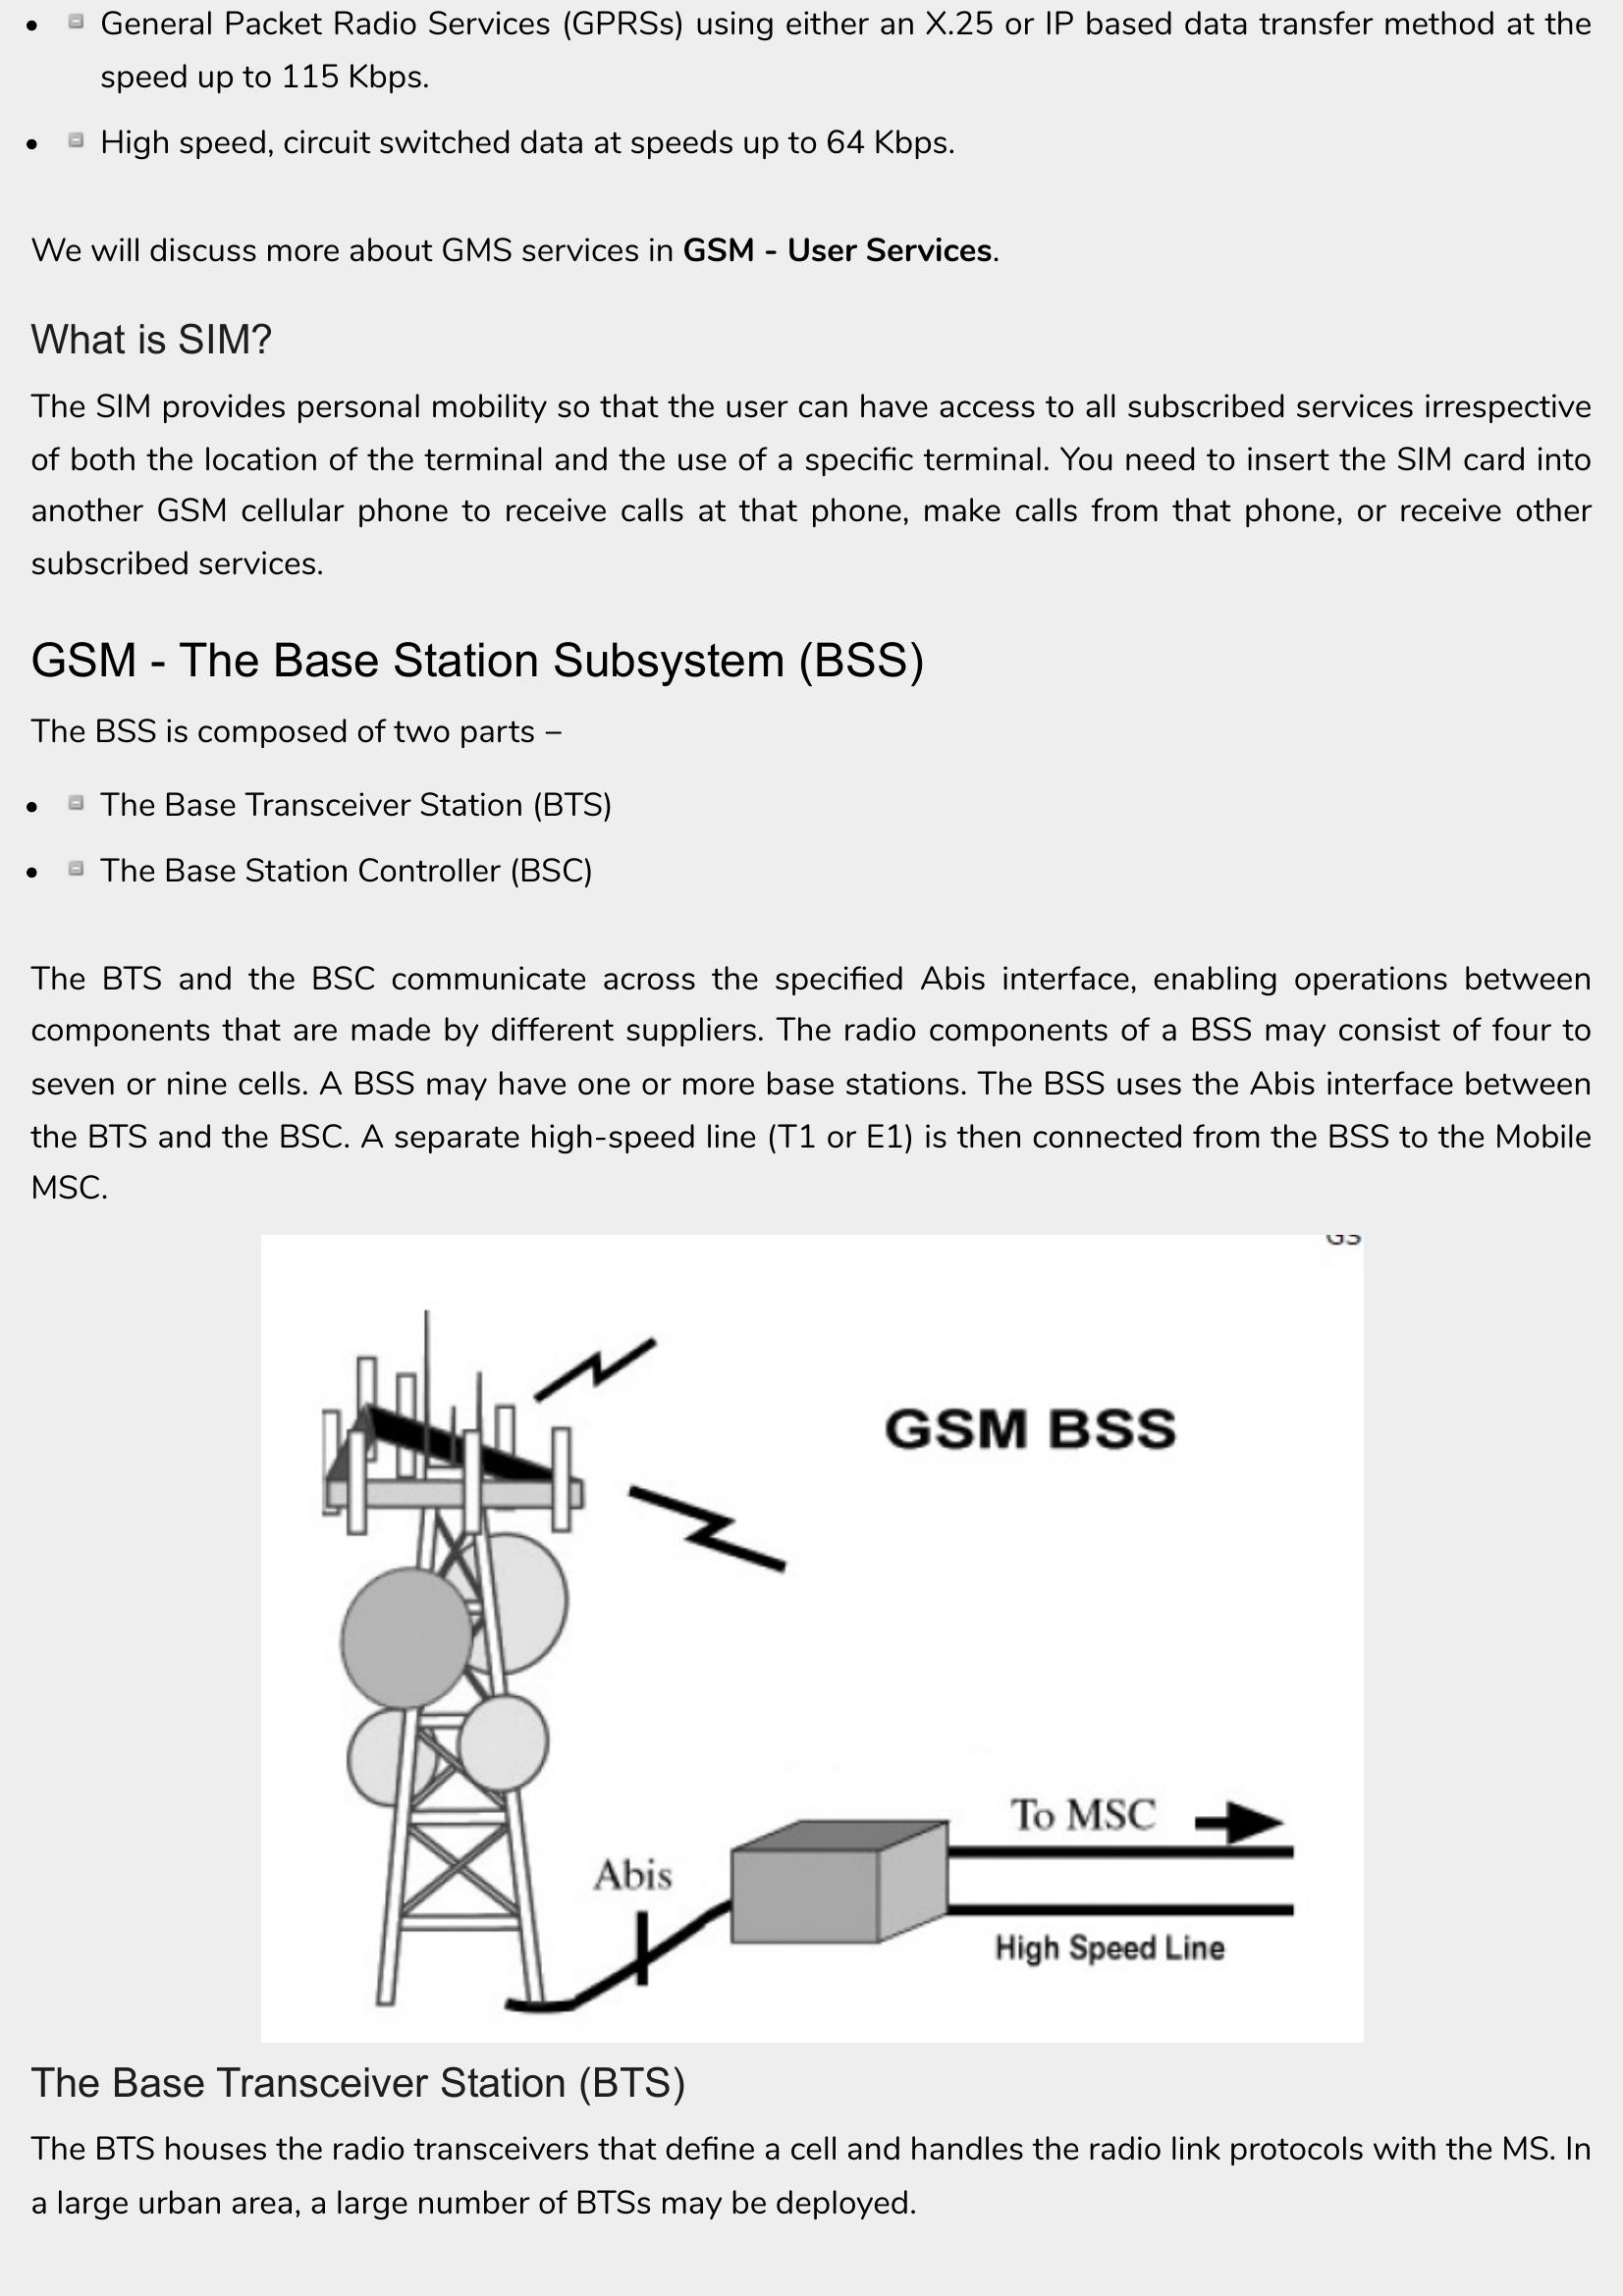 • General Packet Radio Services (GPRSs) using either an X.25 or IP based data transfer method at the
speed up to 115 Kbps.
• High speed, circuit switched data at speeds up to 64 Kbps.
We will discuss more about GMS services in GSM - User Services.
What is SIM?
The SIM provides personal mobility so that the user can have access to all subscribed services irrespective
of both the location of the terminal and the use of a specific terminal. You need to insert the SIM card into
another GSM cellular phone to receive calls at that phone, make calls from that phone, or receive other
subscribed services.
GSM - The Base Station Subsystem (BSS)
The BSS is composed of two parts –
• The Base Transceiver Station (BTS)
• The Base Station Controller (BSC)
The BTS and the BSC communicate across the specified Abis interface, enabling operations between
components that are made by different suppliers. The radio components of a BSS may consist of four to
seven or nine cells. A BSS may have one or more base stations. The BSS uses the Abis interface between
the BTS and the BSC. A separate high-speed line (T1 or E1) is then connected from the BSS to the Mobile
MSC.
GSM BSS
To MSC
Abis
High Speed Line
The Base Transceiver Station (BTS)
The BTS houses the radio transceivers that define a cell and handles the radio link protocols with the MS. In
a large urban area, a large number of BTSs may be deployed.